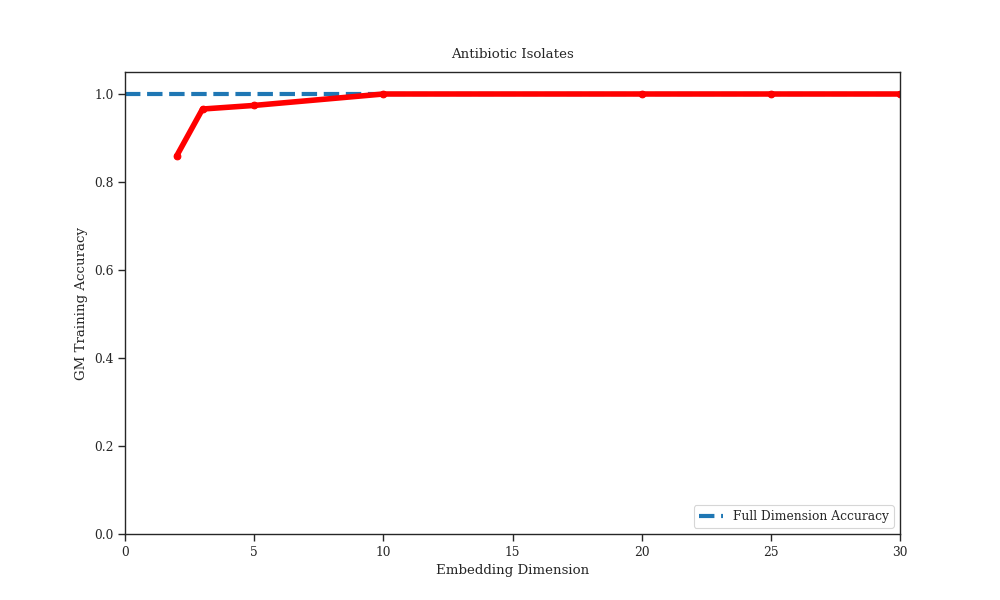 Antibiotic Isolates
1.0
0.8
0.6
0.4
0.2
0.0
GM Training Accuracy
Full Dimension Accuracy
0 5 10 15 20 25 30
Embedding Dimension